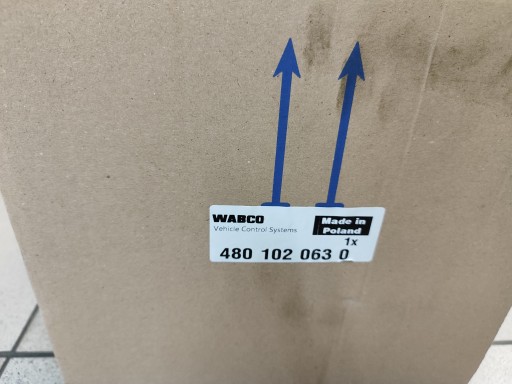 WABCO
Vehicle Control Systems
Made in
Poland
1x
480 102 063 0